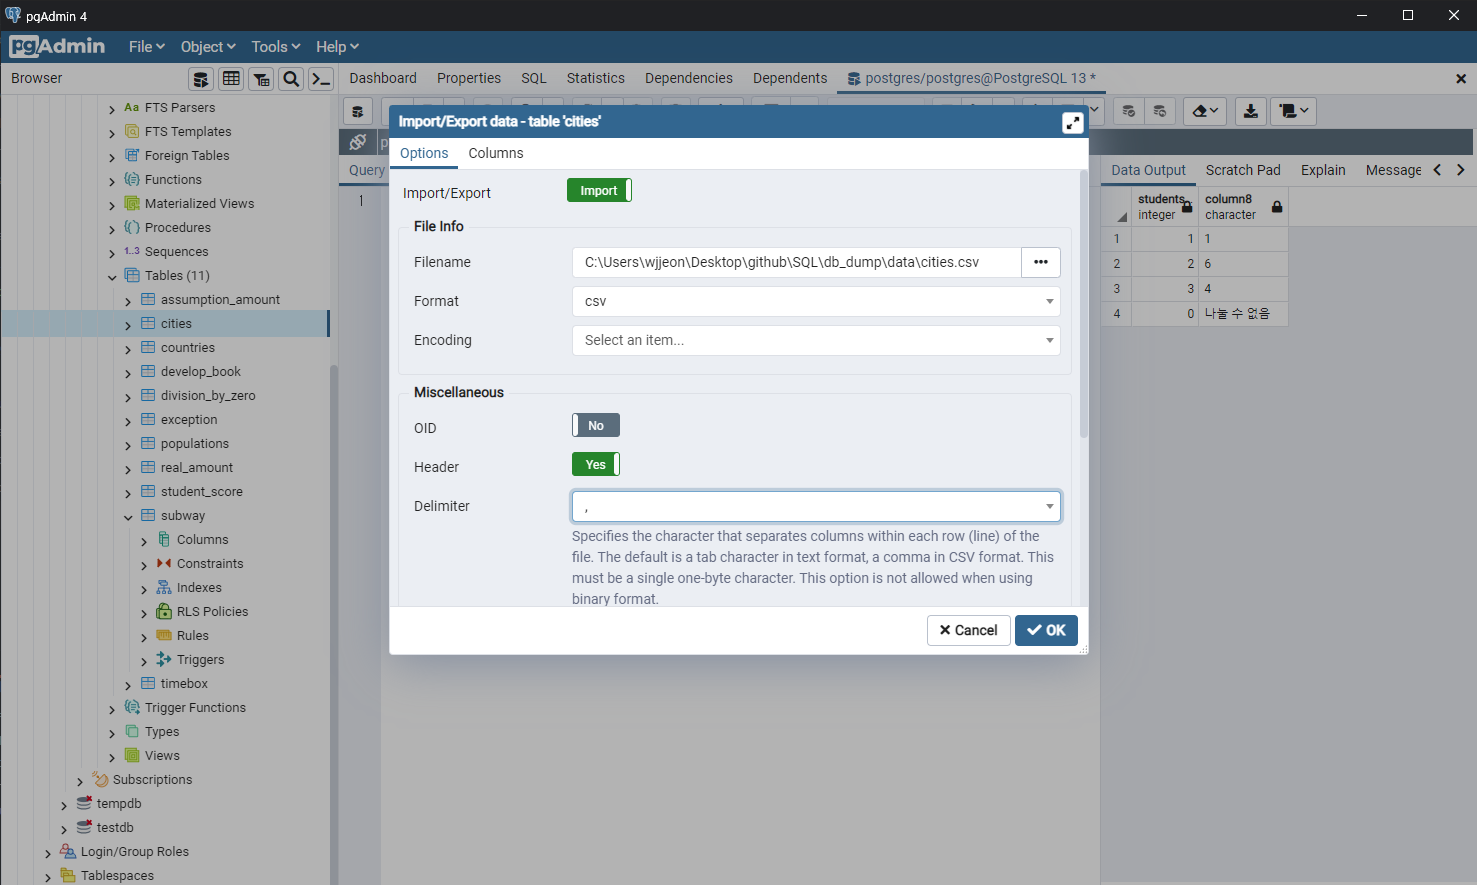 pgAdmin 4
pgAdmin File Object Tools Help
Browser
Dashboard Properties SQL Statistics Dependencies Dependents postgres/postgres@PostgreSQL 13 *
FTS Parsers
FTS Templates
Foreign Tables
Functions
Materialized Views
Procedures
1..3 Sequences
Tables (11)
assumption_amount
cities
countries
develop_book
division_by_zero
exception
populations
real_amount
student_score
subway
Columns
Constraints
Indexes
RLS Policies
Rules
Triggers
timebox
Trigger Functions
Types
Views
Subscriptions
tempdb
testdb
Login/Group Roles
Tablespaces
Query
1
Import/Export data - table 'cities'
Options Columns
Import/Export Import
File Info
Filename C:\Users\wjjeon\Desktop\github\SQL\db_dump\data\cities.csv
Format csv
Encoding Select an item...
Miscellaneous
OID No
Header Yes
Delimiter ,
Specifies the character that separates columns within each row (line) of the
file. The default is a tab character in text format, a comma in CSV format. This
must be a single one-byte character. This option is not allowed when using
binary format.
Cancel OK
Data Output Scratch Pad Explain Message
students column8
integer character
1 1 1
2 2 6
3 3 4
4 0 나눌 수 없음